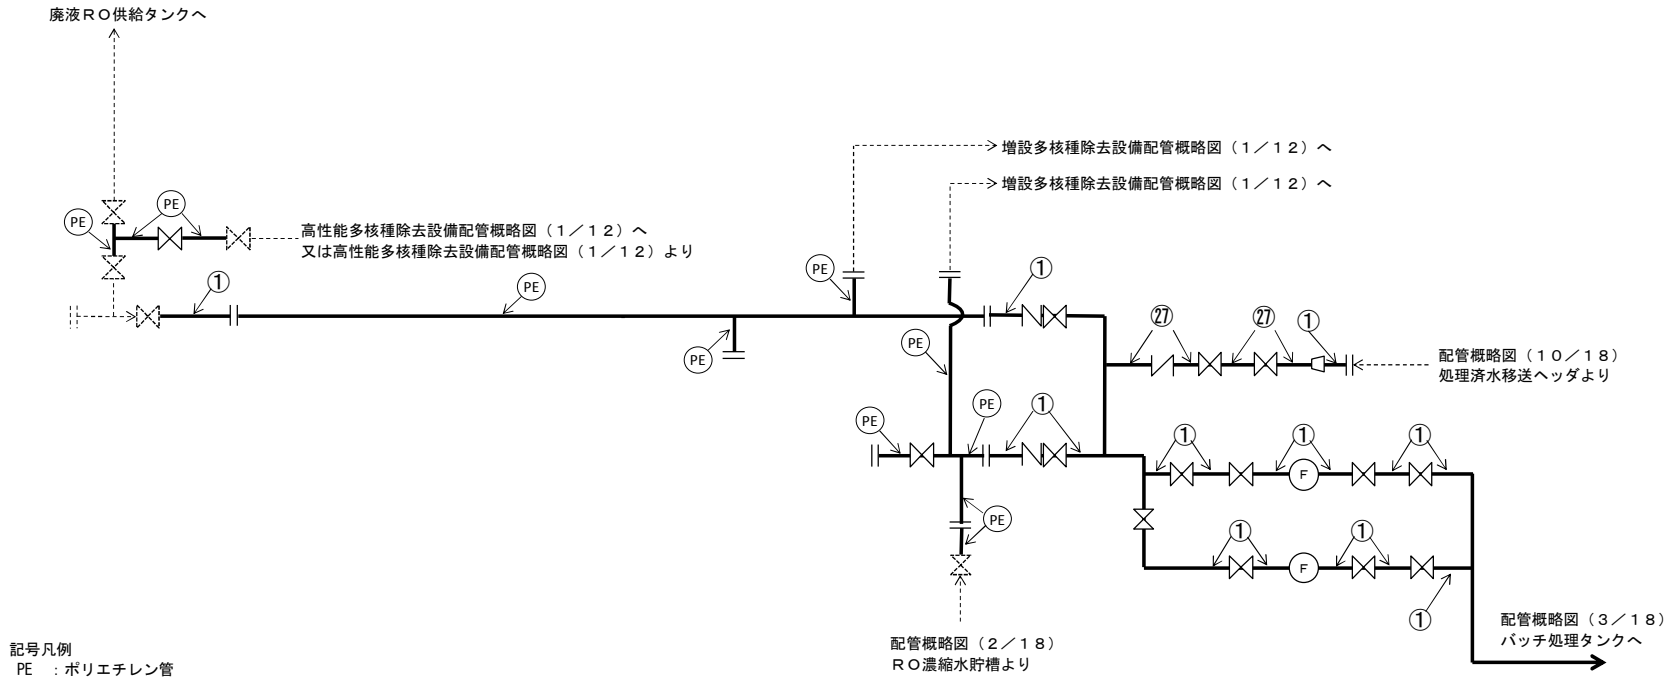 廃液RO供給タンクへ
増設多核種除去設備配管概略図（1／12）へ
増設多核種除去設備配管概略図（1／12）へ
PE
PE
高性能多核種除去設備配管概略図（1／12）へ
又は高性能多核種除去設備配管概略図（1／12）より
①
PE
PE
①
PE
PE
㉗
㉗
①
配管概略図（10／18）
処理済水移送ヘッダより
PE
PE
①
①
①
①
F
PE
①
①
F
①
配管概略図（2／18）
RO濃縮水貯槽より
配管概略図（3／18）
バッチ処理タンクへ
記号凡例
PE ：ポリエチレン管